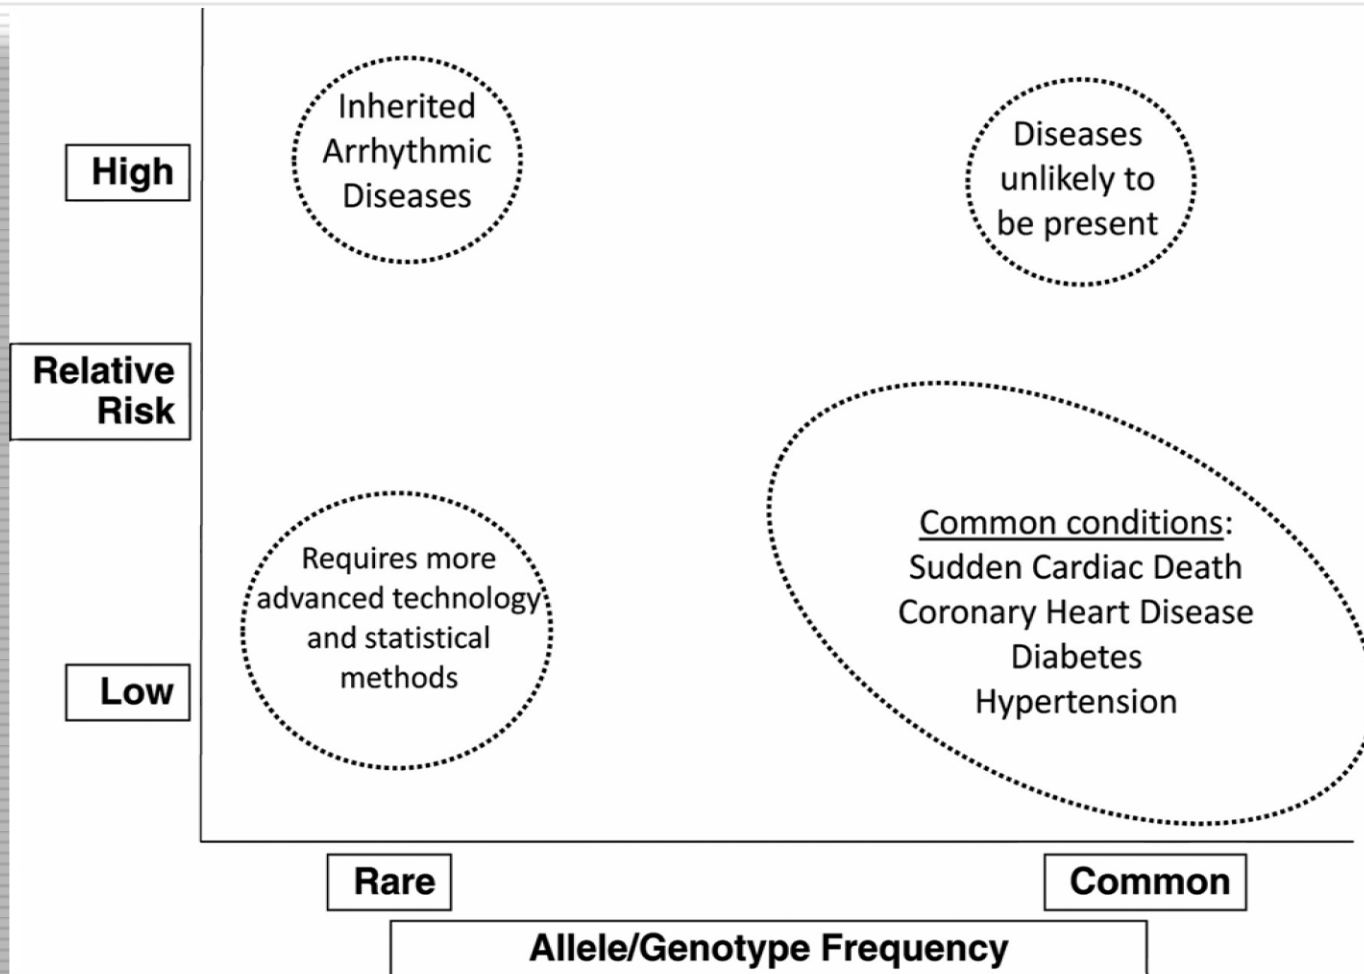 Inherited
Arrhythmic
Diseases
Diseases
unlikely to
be present
High
Relative
Risk
Requires more
advanced technology
and statistical
methods
Common conditions:
Sudden Cardiac Death
Coronary Heart Disease
Diabetes
Hypertension
Low
Rare
Common
Allele/Genotype Frequency